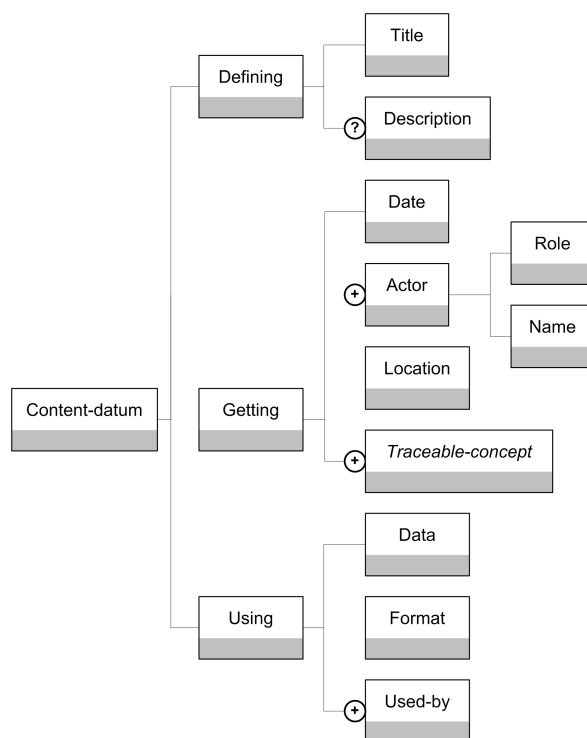 Title
Defining
? Description
Date
Role
+ Actor
Name
Location
Content-datum
Getting
+ Traceable-concept
Data
Using
Format
+ Used-by